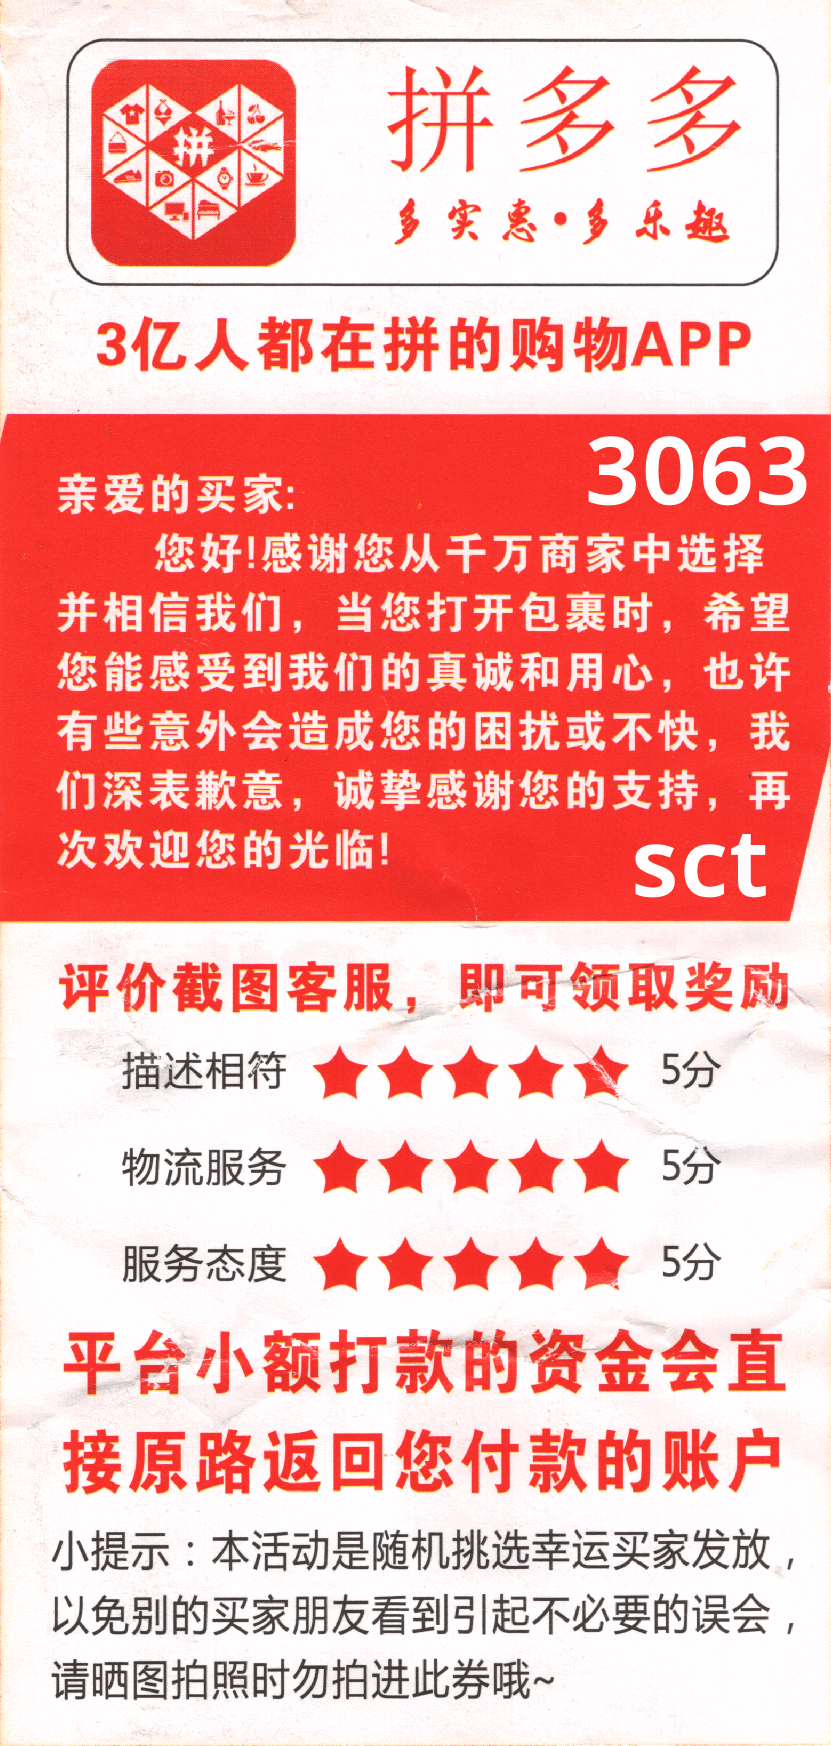 拼
拼多多
多实惠·多乐趣
3亿人都在拼的购物APP
3063
亲爱的买家:
您好!感谢您从千万商家中选择
并相信我们，当您打开包裹时，希望
您能感受到我们的真诚和用心，也许
有些意外会造成您的困扰或不快，我
们深表歉意，诚挚感谢您的支持，再
次欢迎您的光临!
sct
评价截图客服，即可领取奖励
描述相符 ★★★★★ 5分
物流服务 ★★★★★ 5分
服务态度 ★★★★★ 5分
平台小额打款的资金会直
接原路返回您付款的账户
小提示：本活动是随机挑选幸运买家发放，
以免别的买家朋友看到引起不必要的误会，
请晒图拍照时勿拍进此券哦~